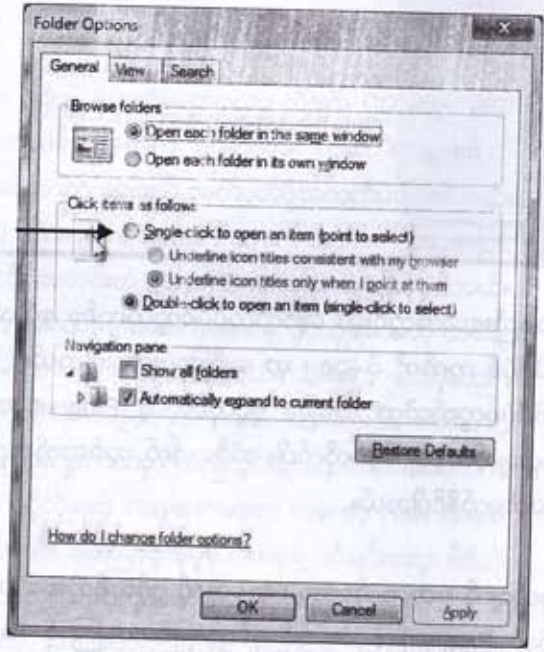 Folder Options
General View Search
Browse folders
Open each folder in the same window
Open each folder in its own window
Click items as follows
Single-click to open an item (point to select)
Underline icon titles consistent with my browser
Underline icon titles only when I point at them
Double-click to open an item (single-click to select)
Navigation pane
Show all folders
Automatically expand to current folder
Restore Defaults
How do I change folder options?
OK Cancel Apply